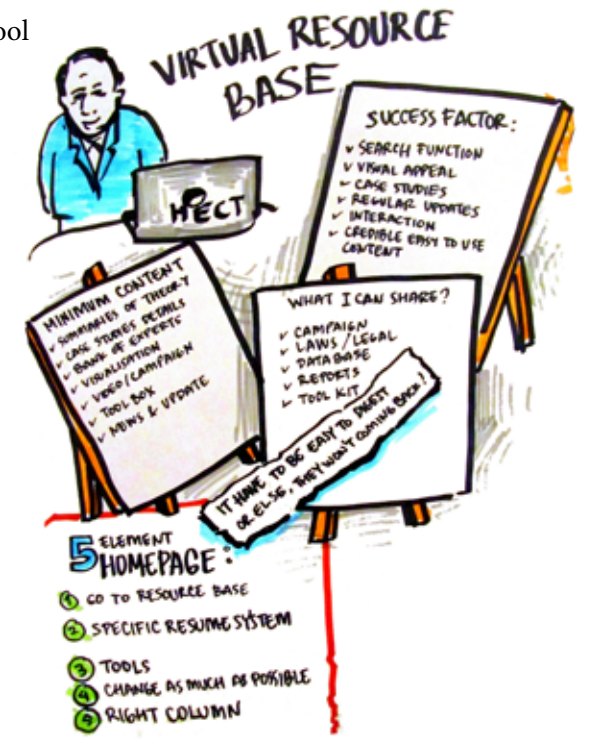 ool
VIRTUAL RESOURCE
BASE
SUCCESS FACTOR:
✓ SEARCH FUNCTION
✓ VISUAL APPEAL
✓ CASE STUDIES
✓ REGULAR UPDATES
✓ INTERACTION
✓ CREDIBLE EASY TO USE
CONTENT
HECT
MINIMUM CONTENT
✓ SUMMARIES OF THEORY
✓ CASE STUDIES DETAILS
✓ BANK OF EXPERTS
✓ VISUALISATION
✓ VIDEO/CAMPAIGN
✓ TOOL BOX
✓ NEWS & UPDATE
WHAT I CAN SHARE?
✓ CAMPAIGN
✓ LAWS/LEGAL
✓ DATABASE
✓ REPORTS
✓ TOOL KIT
IT HAVE TO BE EASY TO DIGEST
OR ELSE, THEY WON'T COMING BACK!
5 ELEMENT
HOMEPAGE:
1 GO TO RESOURCE BASE
2 SPECIFIC RESUME SYSTEM
3 TOOLS
4 CHANGE AS MUCH AS POSSIBLE
5 RIGHT COLUMN